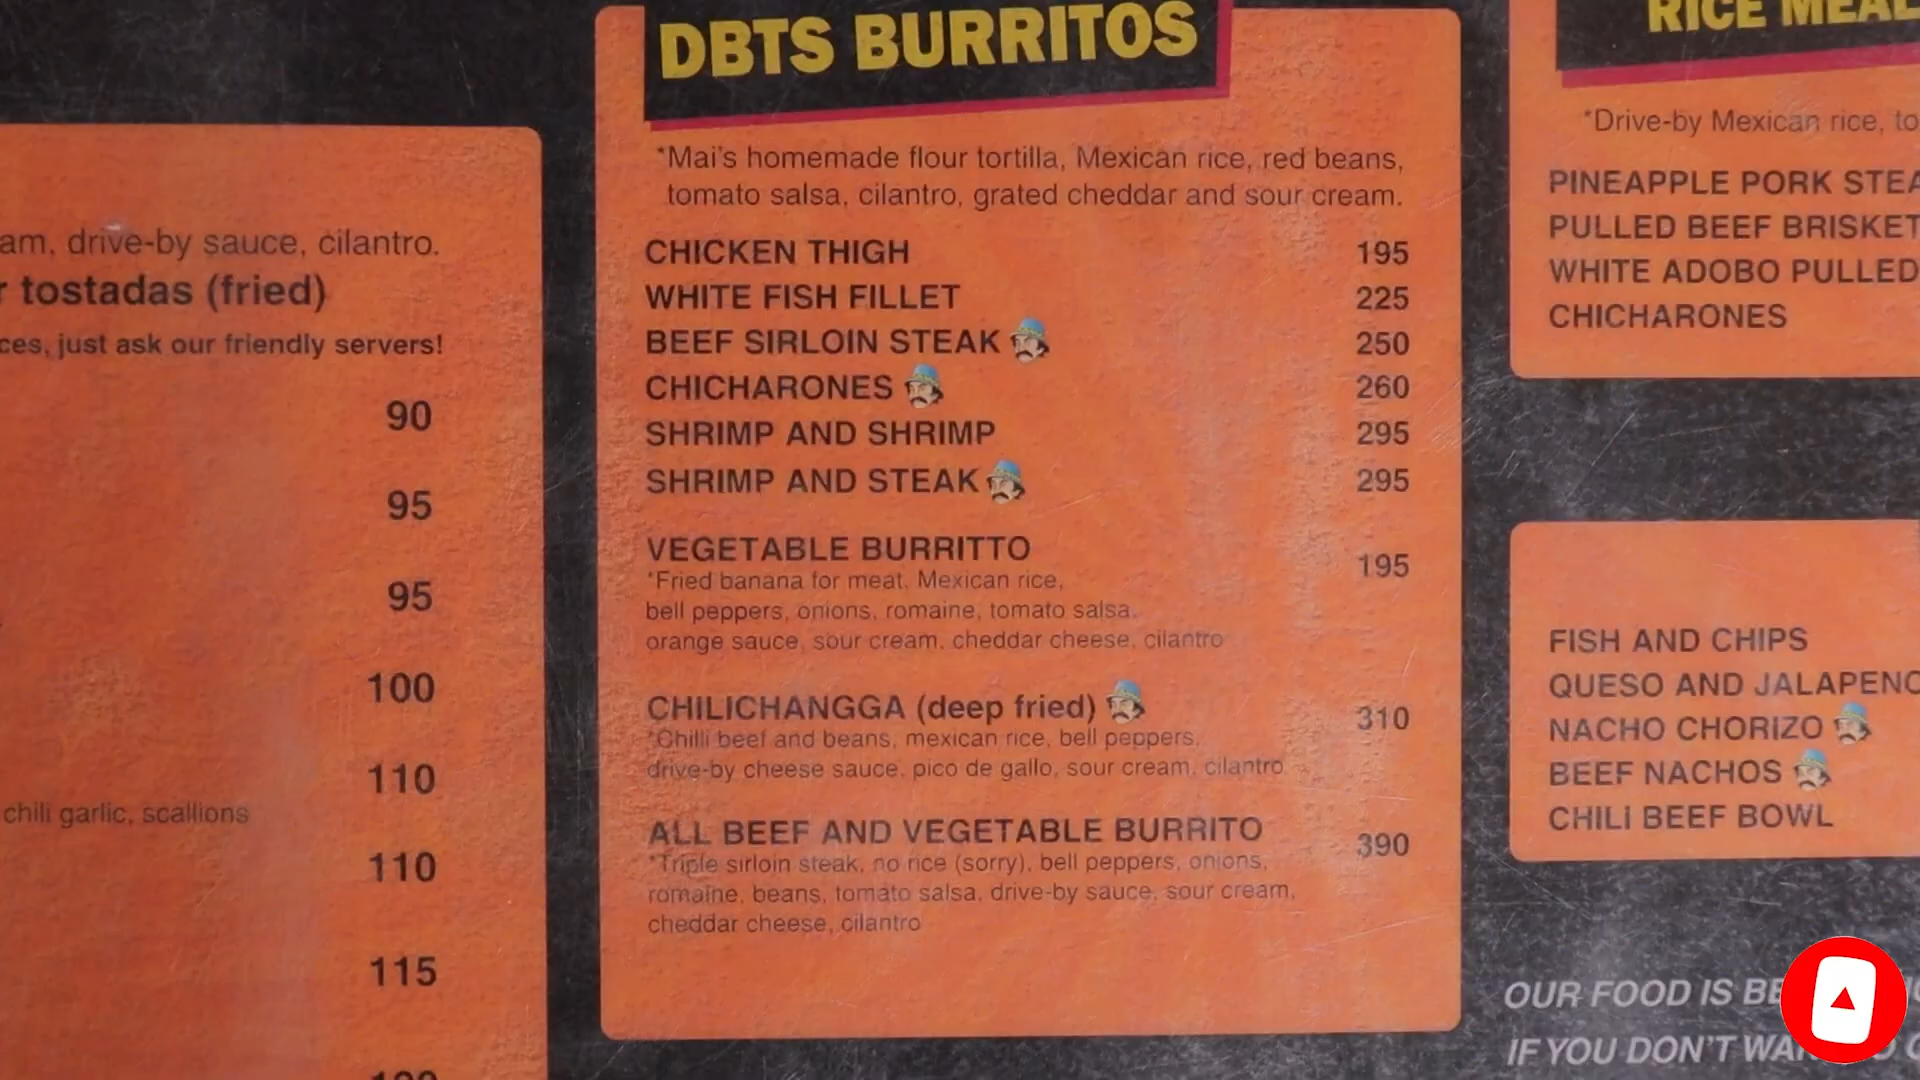 am, drive-by sauce, cilantro.
tostadas (fried)
just ask our friendly servers!
90
95
95
100
110
chili garlic, scallions
110
115
DBTS BURRITOS
*Mai's homemade flour tortilla, Mexican rice, red beans,
tomato salsa, cilantro, grated cheddar and sour cream.
CHICKEN THIGH 195
WHITE FISH FILLET 225
BEEF SIRLOIN STEAK 250
CHICHARONES 260
SHRIMP AND SHRIMP 295
SHRIMP AND STEAK 295
VEGETABLE BURRITTO 195
*Fried banana for meat. Mexican rice,
bell peppers, onions, romaine, tomato salsa,
orange sauce, sour cream, cheddar cheese, cilantro
CHILICHANGGA (deep fried) 310
*Chilli beef and beans, mexican rice, bell peppers,
drive-by cheese sauce, pico de gallo, sour cream, cilantro
ALL BEEF AND VEGETABLE BURRITO 390
*Triple sirloin steak, no rice (sorry), bell peppers, onions,
romaine, beans, tomato salsa, drive-by sauce, sour cream,
cheddar cheese, cilantro
RICE MEAL
*Drive-by Mexican rice, to
PINEAPPLE PORK STEA
PULLED BEEF BRISKET
WHITE ADOBO PULLED
CHICHARONES
FISH AND CHIPS
QUESO AND JALAPENO
NACHO CHORIZO
BEEF NACHOS
CHILI BEEF BOWL
OUR FOOD IS BE
IF YOU DON'T WAN